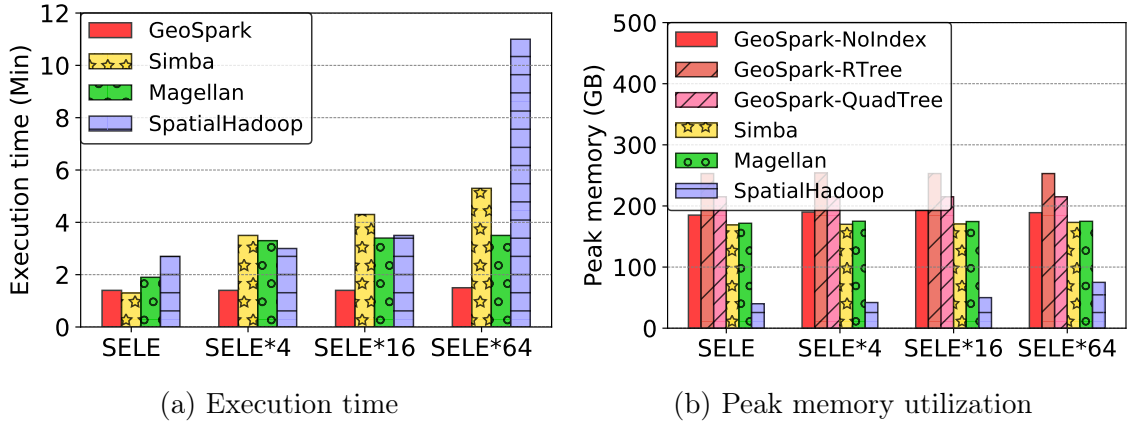 12
10
8
6
4
2
0
Execution time (Min)
GeoSpark
Simba
Magellan
SpatialHadoop
SELE
SELE*4
SELE*16
SELE*64
(a) Execution time
500
400
300
200
100
0
Peak memory (GB)
GeoSpark-NoIndex
GeoSpark-RTree
GeoSpark-QuadTree
Simba
Magellan
SpatialHadoop
SELE
SELE*4
SELE*16
SELE*64
(b) Peak memory utilization